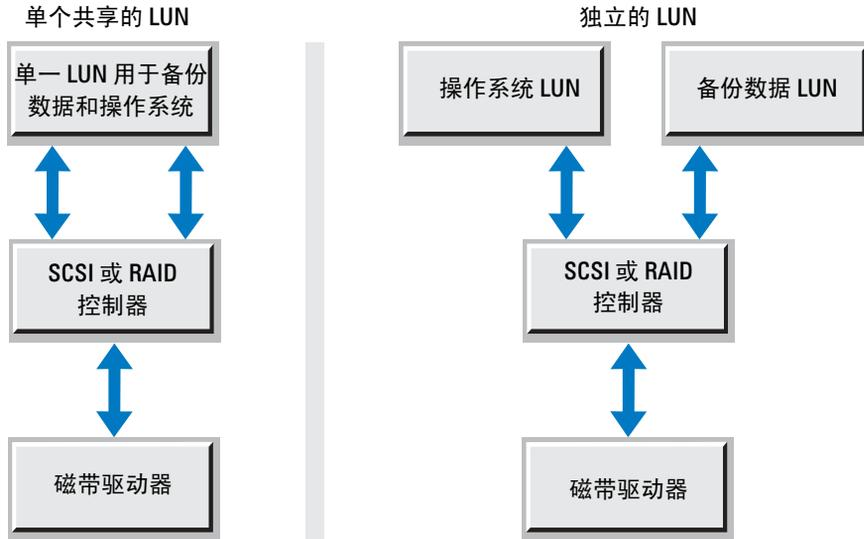 单个共享的 LUN
单一 LUN 用于备份
数据和操作系统
SCSI 或 RAID
控制器
磁带驱动器
独立的 LUN
操作系统 LUN
备份数据 LUN
SCSI 或 RAID
控制器
磁带驱动器